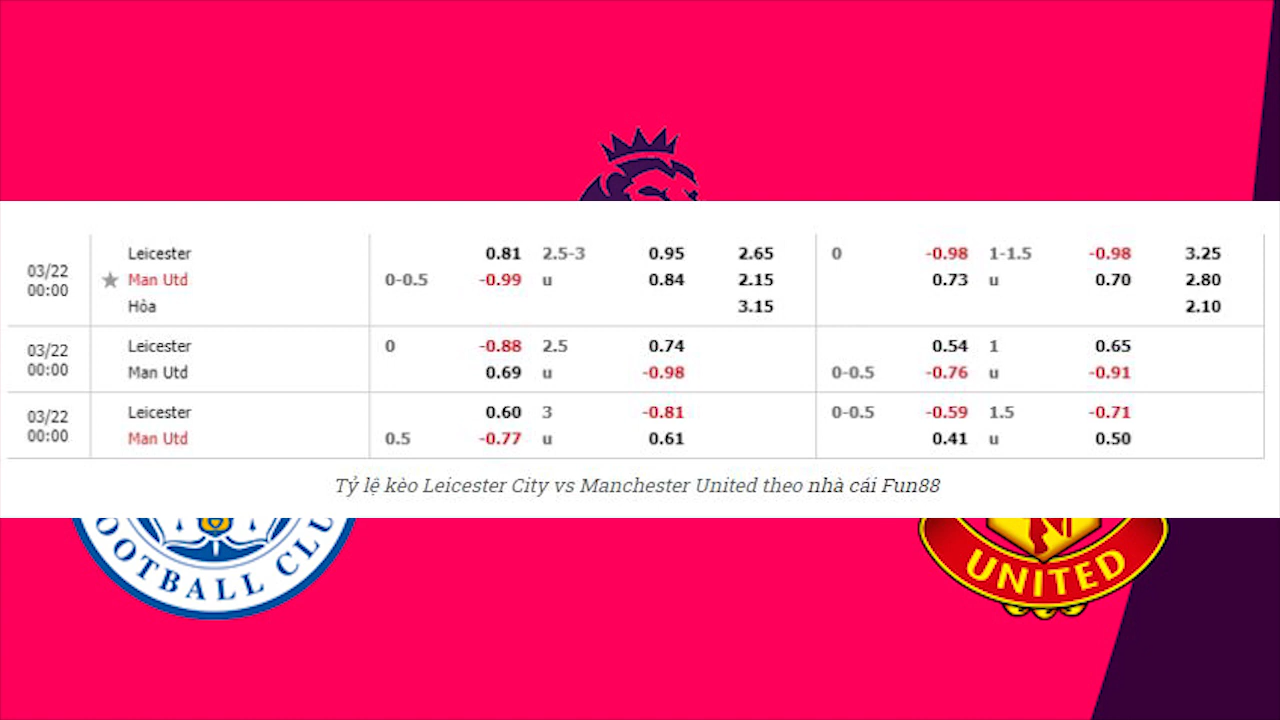 Leicester 0.81 2.5-3 0.95 2.65 0 -0.98 1-1.5 -0.98 3.25
03/22 00:00 Man Utd 0-0.5 -0.99 u 0.84 2.15 0.73 u 0.70 2.80
Hòa 3.15 2.10
03/22 Leicester 0 -0.88 2.5 0.74 0.54 1 0.65
00:00 Man Utd 0.69 u -0.98 0-0.5 -0.76 u -0.91
03/22 Leicester 0.60 3 -0.81 0-0.5 -0.59 1.5 -0.71
00:00 Man Utd 0.5 -0.77 u 0.61 0.41 u 0.50
Tỷ lệ kèo Leicester City vs Manchester United theo nhà cái Fun88
OOTBALL CLU
UNITED